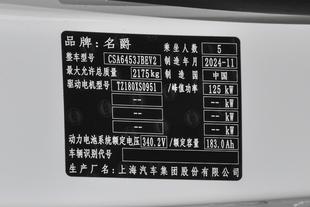 品牌:名爵 乘坐人数 5
整车型号 CSA6453JBEV2 制造年月 2024-11
最大允许总质量 2175kg 制造国 中国
驱动电机型号 TZ180XS0951 /峰值功率 125 kW
-- -- kW
-- -- kW
-- -- kW
动力电池系统额定电压 340.2V /额定容量 183.0Ah
车辆识别代号
生产厂名:上海汽车集团股份有限公司